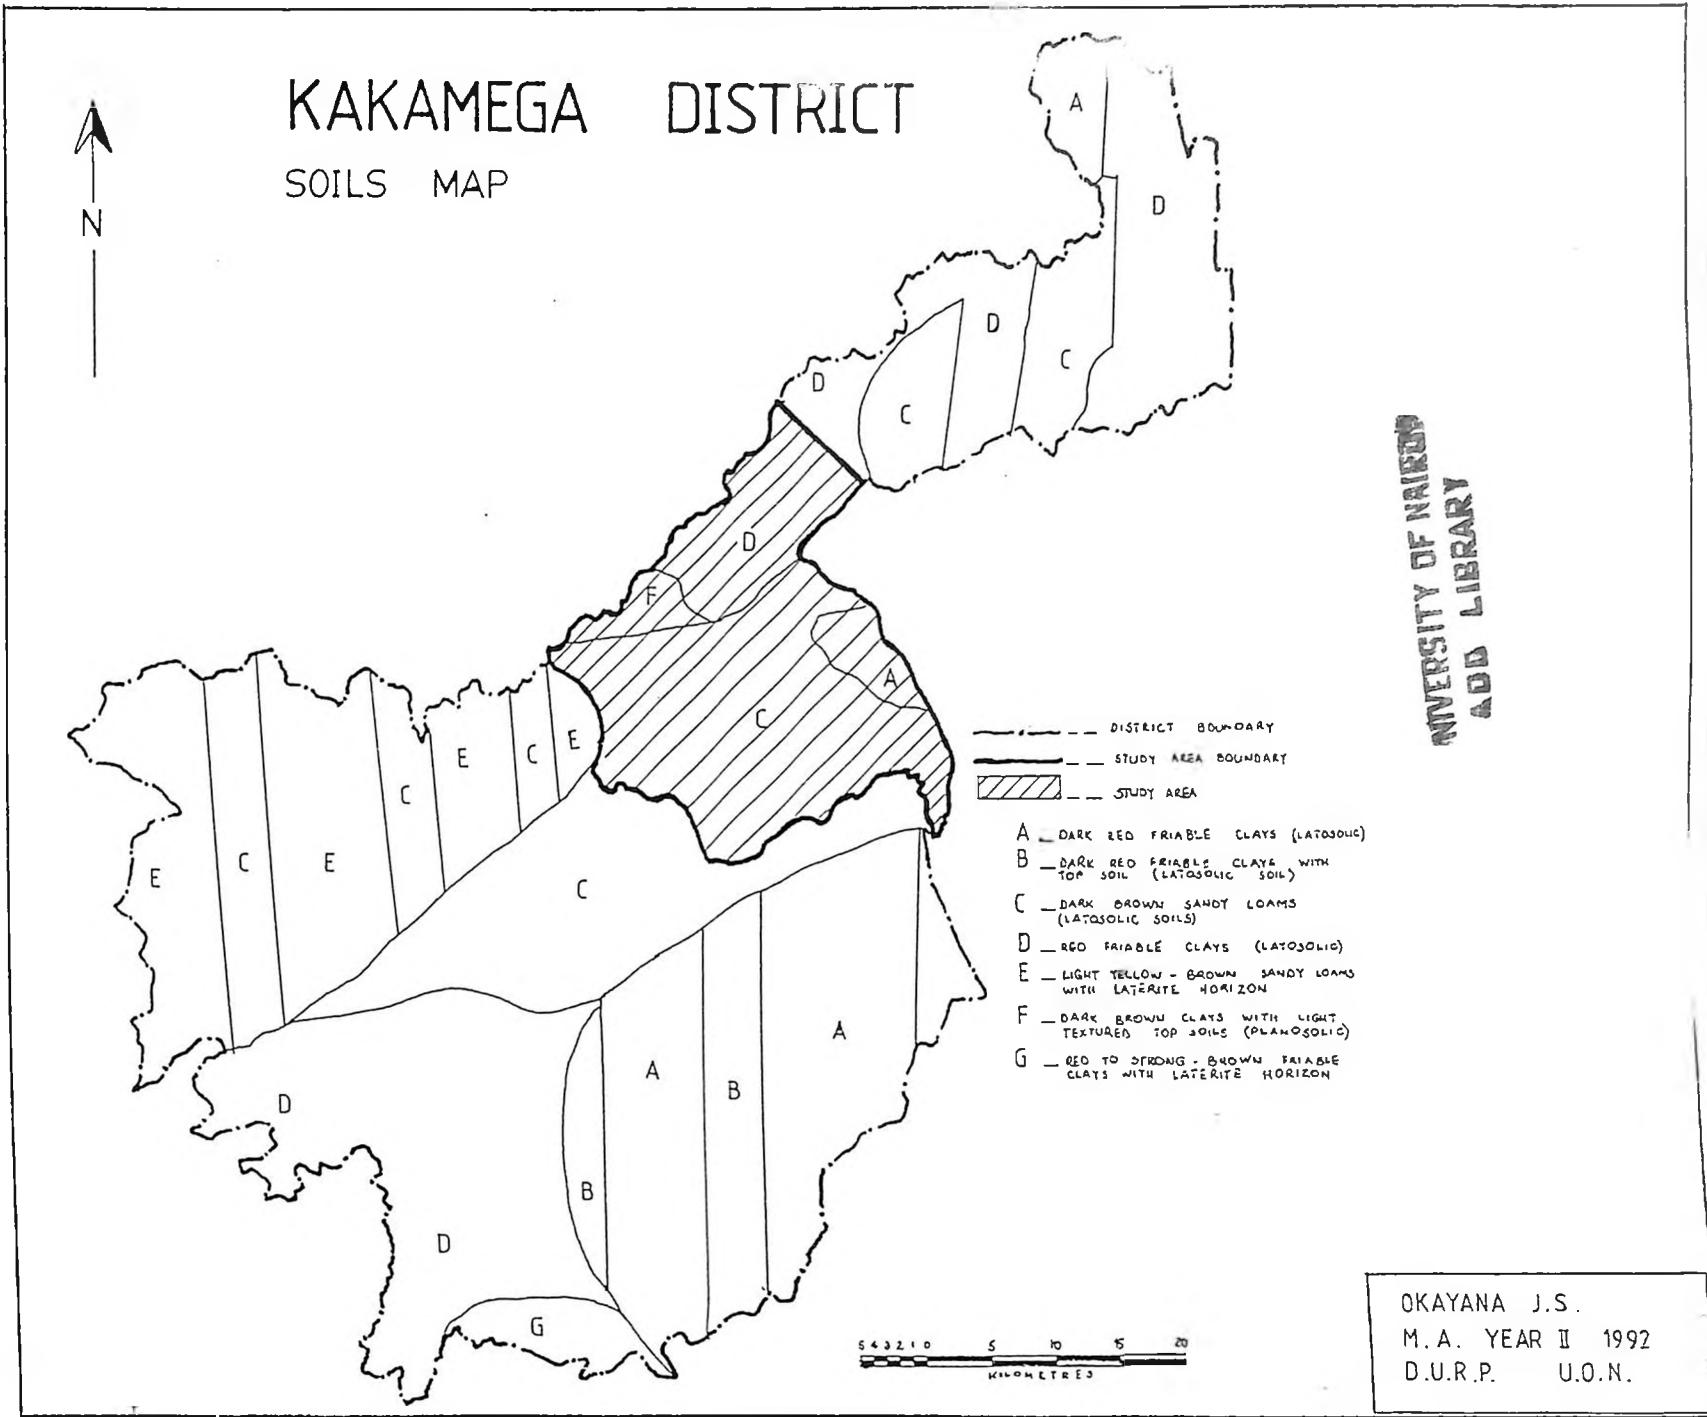 KAKAMEGA DISTRICT
SOILS MAP
N
A
D
D
C
D
C
D
F
A
C
E
C
E
C
E
C
E
C
D
D
B
A
B
A
G
DISTRICT BOUNDARY
STUDY AREA BOUNDARY
STUDY AREA
A — DARK RED FRIABLE CLAYS (LATOSOLIC)
B — DARK RED FRIABLE CLAYS WITH
TOP SOIL (LATOSOLIC SOIL)
C — DARK BROWN SANDY LOAMS
(LATOSOLIC SOILS)
D — RED FRIABLE CLAYS (LATOSOLIC)
E — LIGHT YELLOW - BROWN SANDY LOAMS
WITH LATERITE HORIZON
F — DARK BROWN CLAYS WITH LIGHT
TEXTURED TOP SOILS (PLANOSOLIC)
G — RED TO STRONG - BROWN FRIABLE
CLAYS WITH LATERITE HORIZON
5 4 3 2 1 0 5 10 15 20
KILOMETRES
NIVERSITY OF NAIROBI
ADD LIBRARY
OKAYANA J.S.
M.A. YEAR II 1992
D.U.R.P. U.O.N.